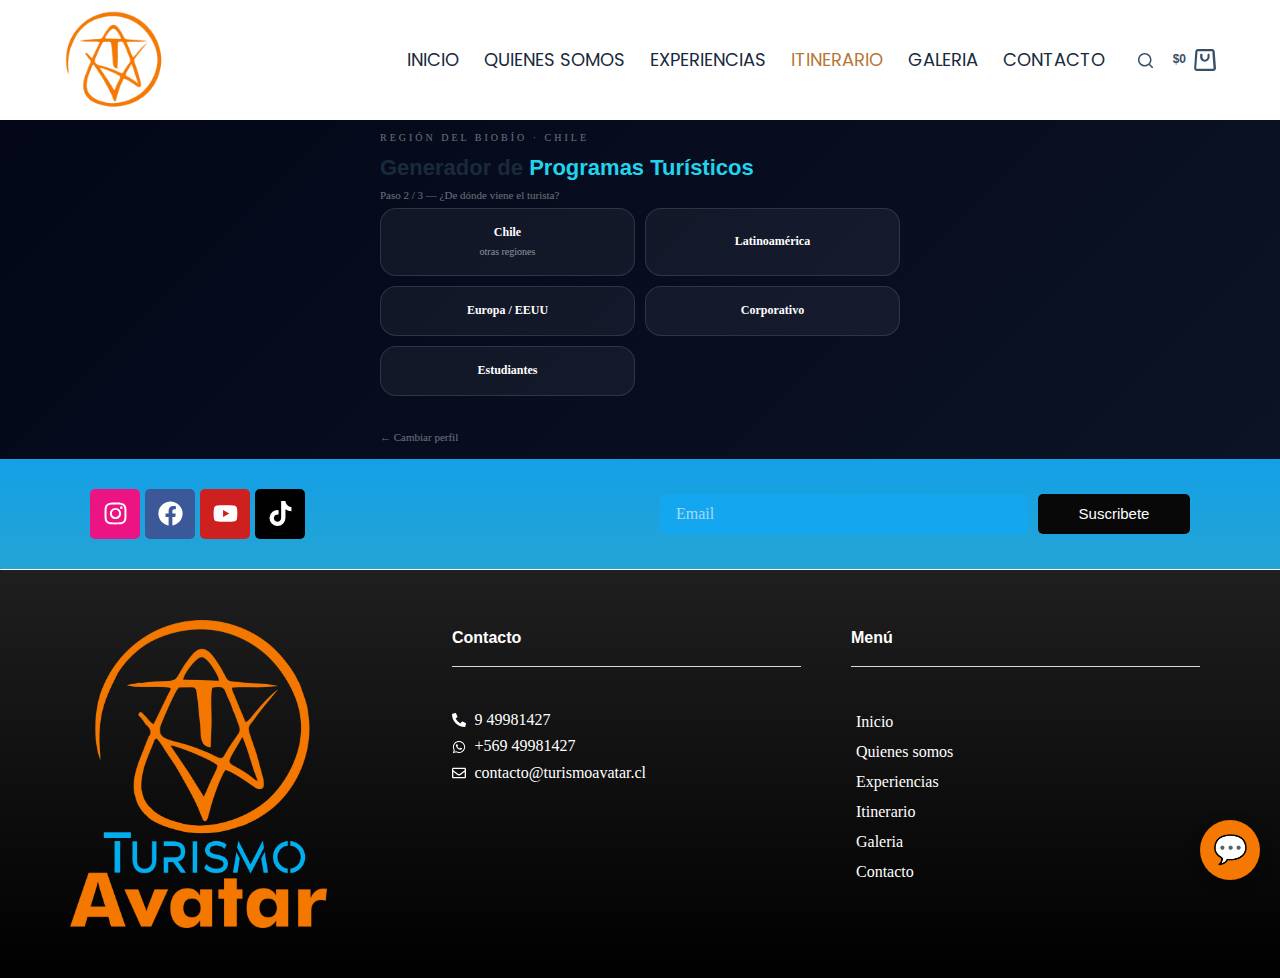 INICIO QUIENES SOMOS EXPERIENCIAS ITINERARIO GALERIA CONTACTO $0
REGIÓN DEL BIOBÍO · CHILE
Generador de Programas Turísticos
Paso 2 / 3 — ¿De dónde viene el turista?
Chile
otras regiones
Latinoamérica
Europa / EEUU
Corporativo
Estudiantes
← Cambiar perfil
Email
Suscribete
Contacto
9 49981427
+569 49981427
contacto@turismoavatar.cl
Menú
Inicio
Quienes somos
Experiencias
Itinerario
Galeria
Contacto
TURISMO
Avatar